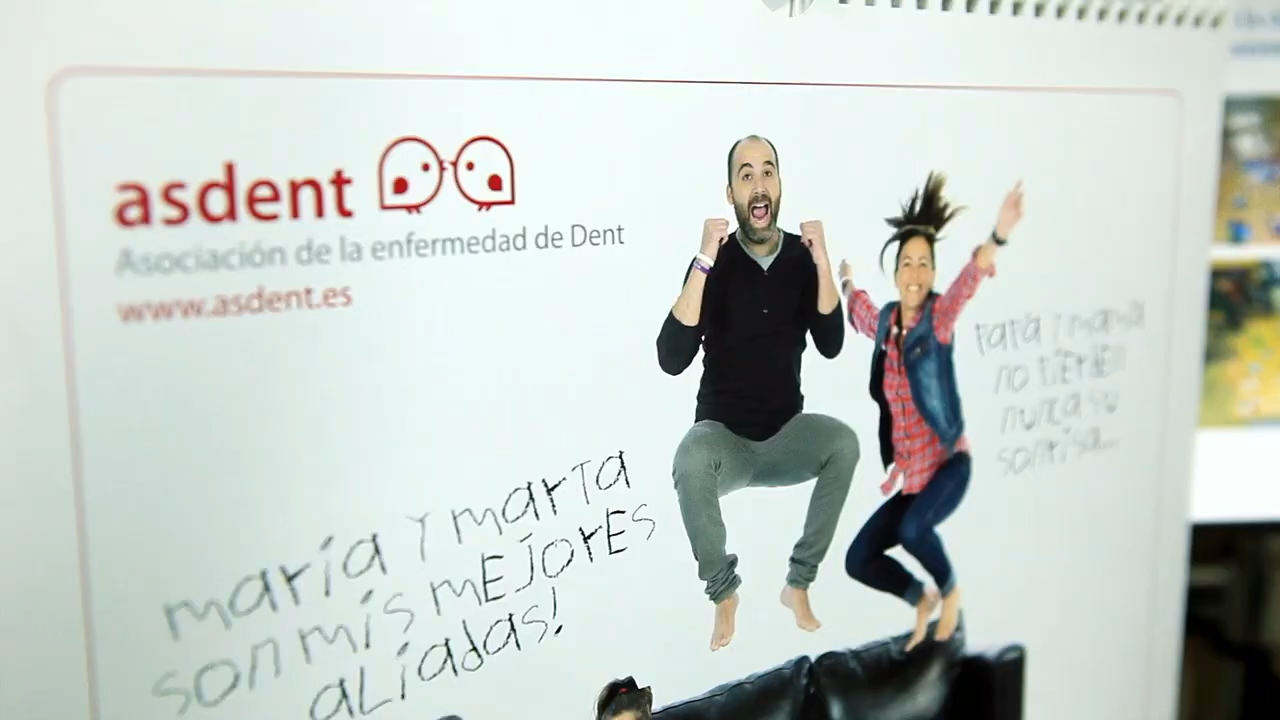 asdent
Asociación de la enfermedad de Dent
www.asdent.es
Papá y mamá
no pierden
nunca su
sonrisa...
maría y marta
son mis mejores
aliadas!